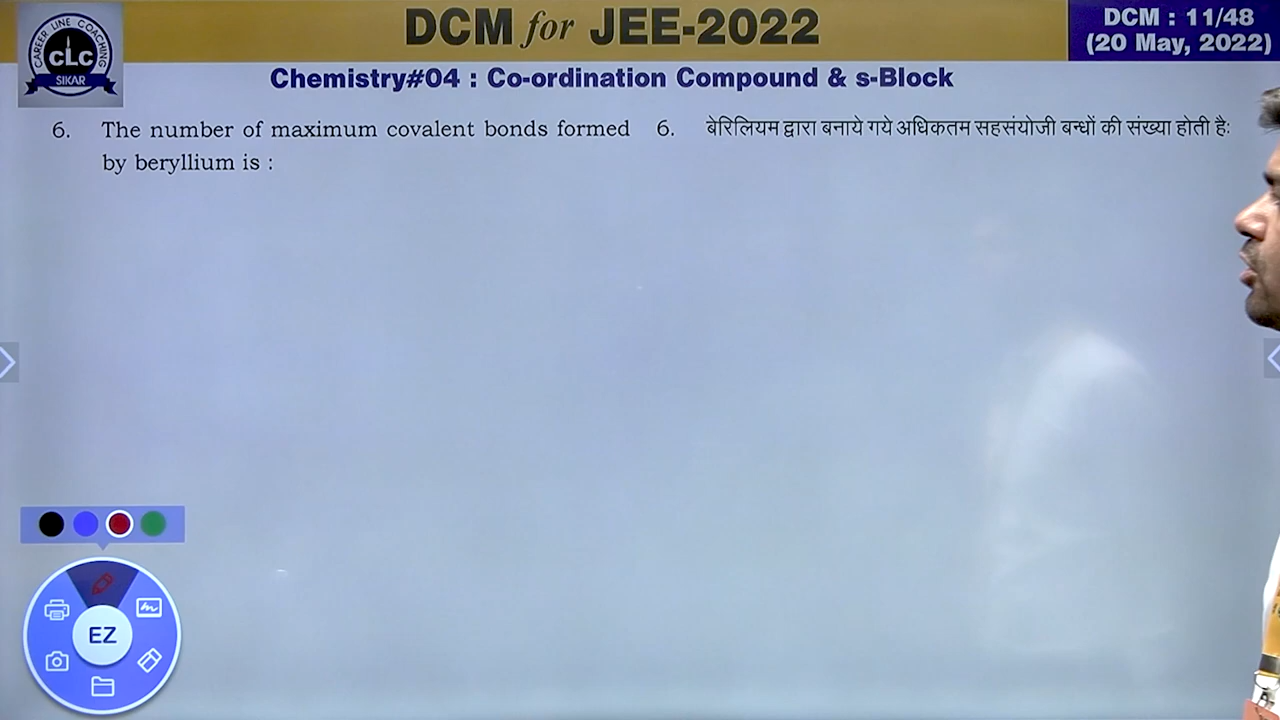 DCM for JEE-2022
DCM : 11/48
(20 May, 2022)
CAREER LINE COACHING
CLC
SIKAR
Chemistry#04 : Co-ordination Compound & s-Block
6. The number of maximum covalent bonds formed
by beryllium is :
6. बेरिलियम द्वारा बनाये गये अधिकतम सहसंयोजी बन्धों की संख्या होती हैः
EZ